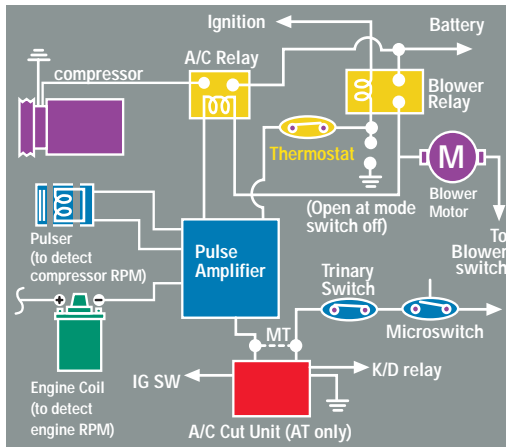 Ignition
Battery
A/C Relay
compressor
Blower
Relay
Thermostat
M
Blower
Motor
(Open at mode
switch off)
To
Blower
switch
Pulser
(to detect
compressor RPM)
Pulse
Amplifier
Trinary
Switch
Microswitch
+
−
MT
K/D relay
IG SW
Engine Coil
(to detect
engine RPM)
A/C Cut Unit (AT only)